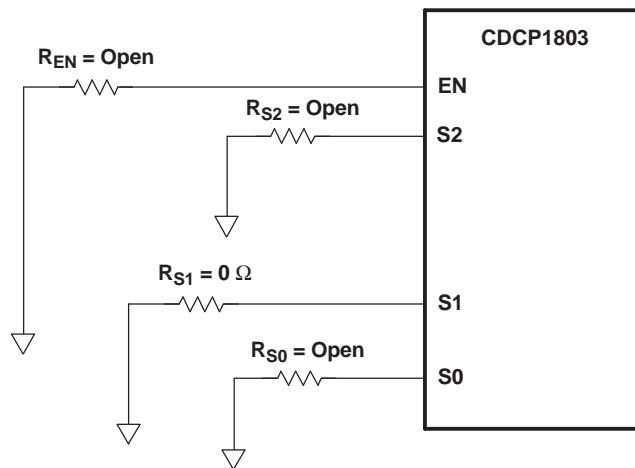 CDCP1803
R_EN = Open
EN
R_S2 = Open
S2
R_S1 = 0 Ω
S1
R_S0 = Open
S0